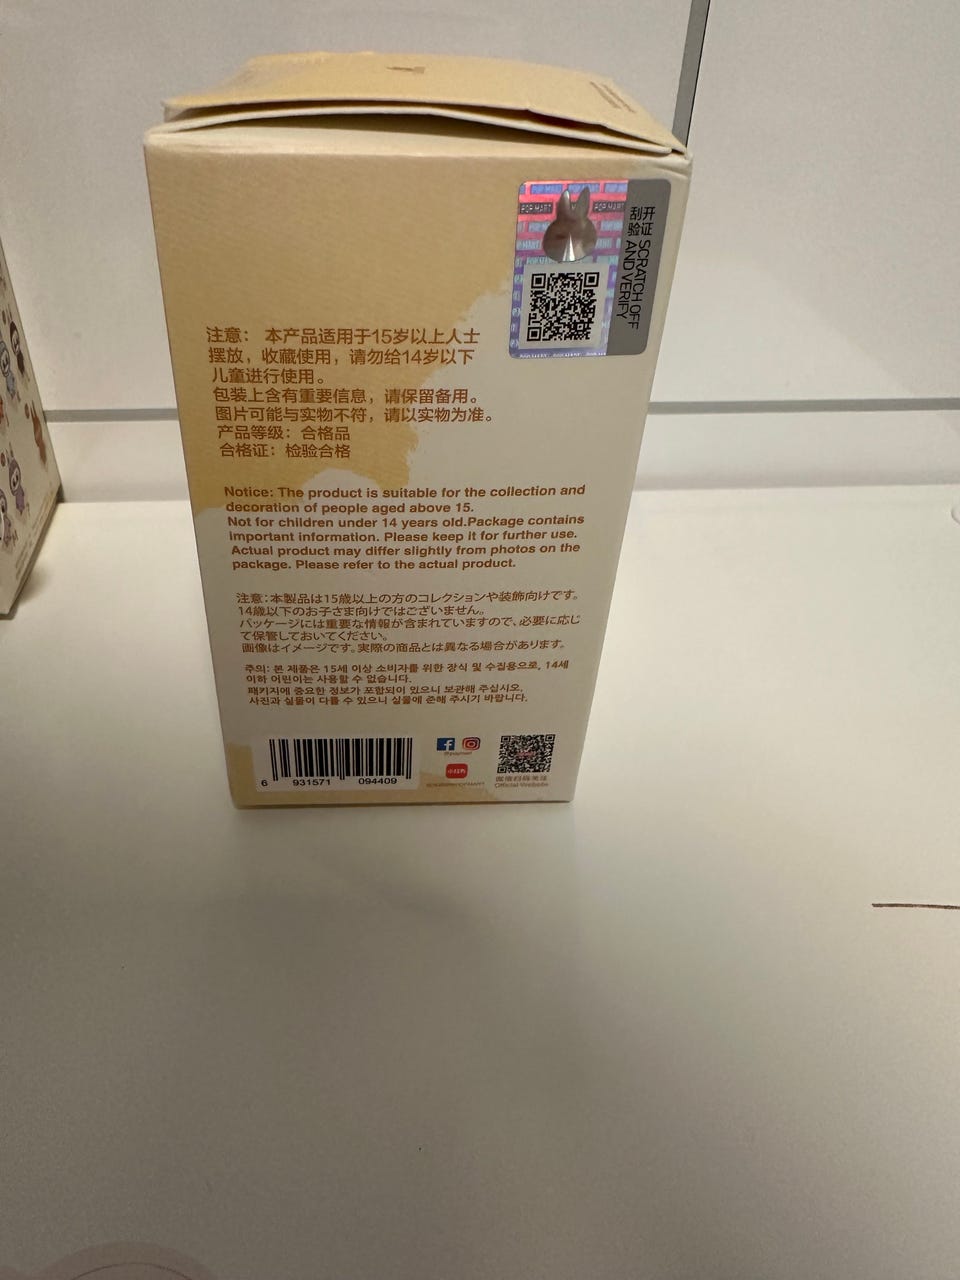 POP MART
刮开
验证
SCRATCH OFF
AND VERIFY
注意： 本产品适用于15岁以上人士
摆放，收藏使用，请勿给14岁以下
儿童进行使用。
包装上含有重要信息，请保留备用。
图片可能与实物不符，请以实物为准。
产品等级：合格品
合格证：检验合格
Notice: The product is suitable for the collection and
decoration of people aged above 15.
Not for children under 14 years old.Package contains
important information. Please keep it for further use.
Actual product may differ slightly from photos on the
package. Please refer to the actual product.
注意:本製品は15歳以上の方のコレクションや装飾向けです。
14歳以下のお子さま向けではございません。
パッケージには重要な情報が含まれていますので、必要に応じ
て保管しておいてください。
画像はイメージです。実際の商品とは異なる場合があります。
주의: 본 제품은 15세 이상 소비자를 위한 장식 및 수집용으로, 14세
이하 어린이는 사용할 수 없습니다.
패키지에 중요한 정보가 포함되어 있으니 보관해 주십시오,
사진과 실물이 다를 수 있으니 실물에 준해 주시기 바랍니다.
6 931571 094409
@popmart
小红书
微信扫码关注
Official Website